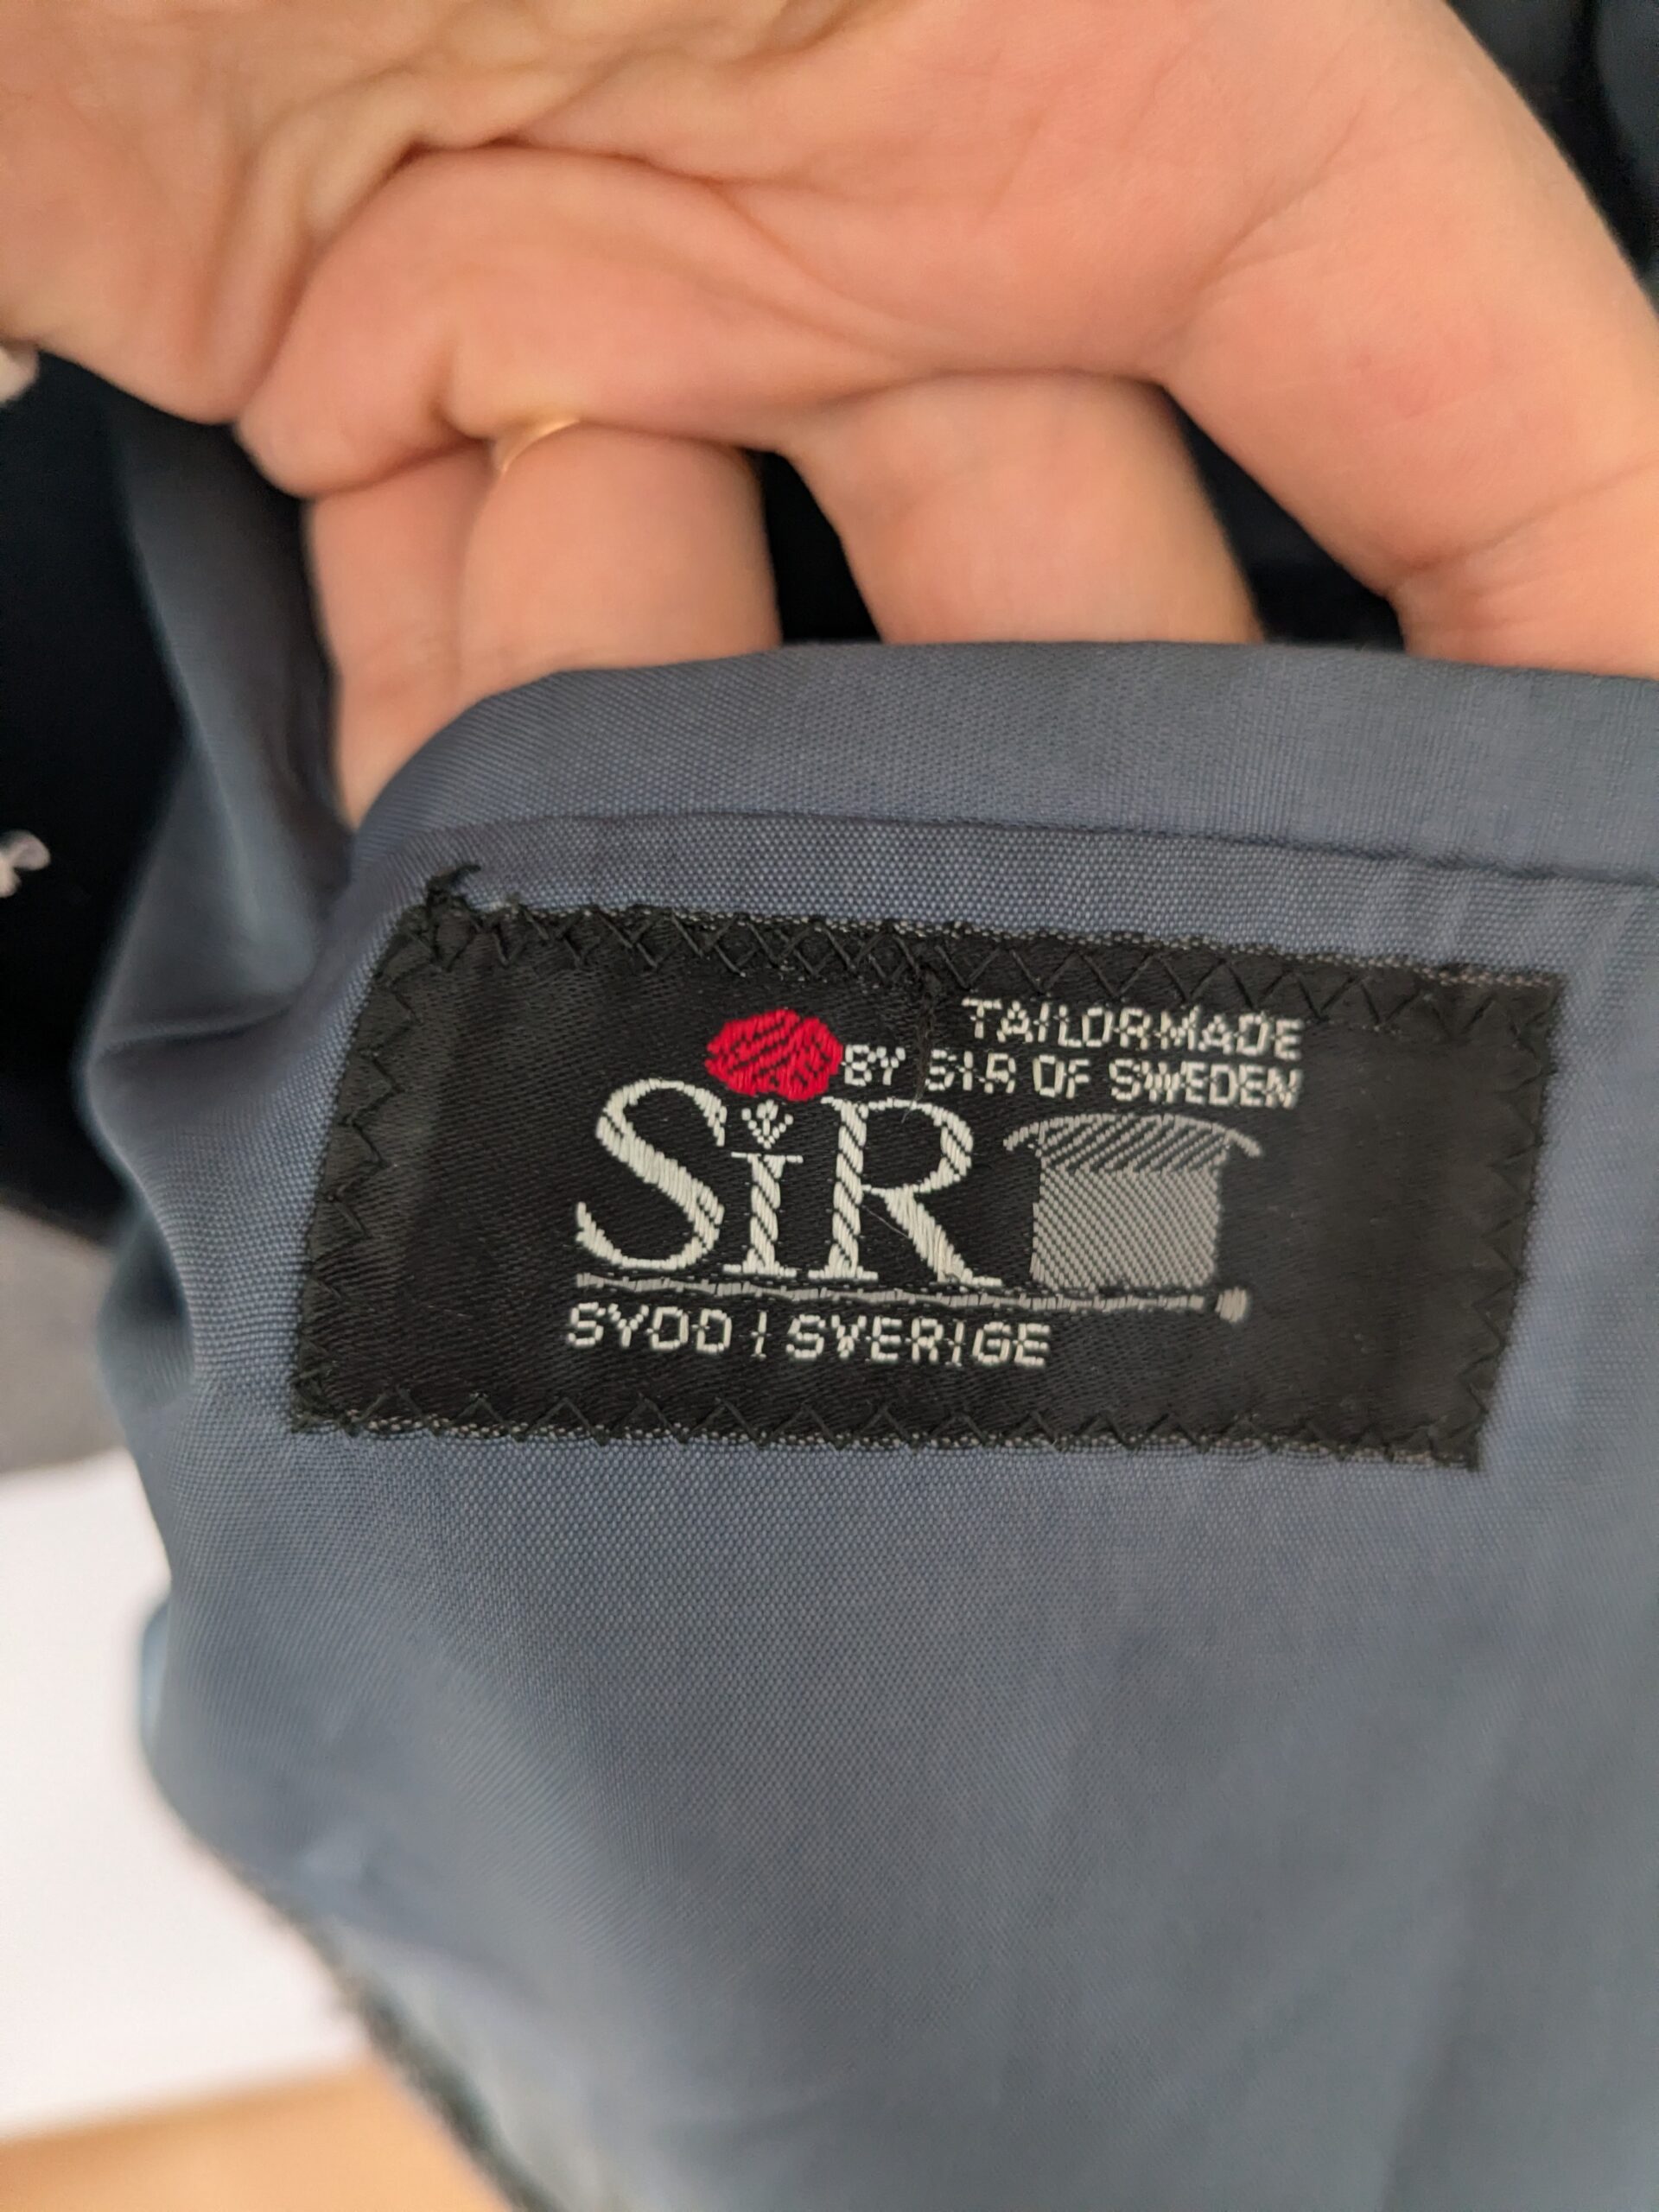 TAILORMADE
BY SIR OF SWEDEN
SiR
SYDD I SVERIGE